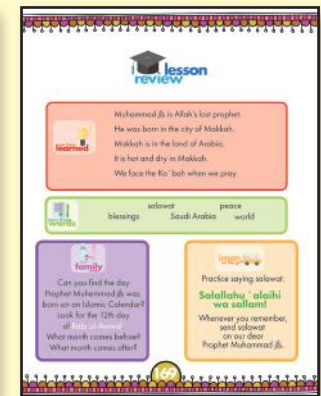 lesson
review
learned
Muhammad ﷺ is Allah's last prophet.
He was born in the city of Makkah.
Makkah is in the land of Arabia.
It is hot and dry in Makkah.
We face the Ka`bah when we pray.
words
salawat peace
blessings Saudi Arabia world
family
Can you find the day
Prophet Muhammad ﷺ was
born on an Islamic Calendar?
Look for the 12th day
of Rabi ul-Awwal
What month comes before?
What month comes after?
Practice saying salawat:
Salallahu `alaihi
wa sallam!
Whenever you remember,
send salawat
on our dear
Prophet Muhammad ﷺ.
169